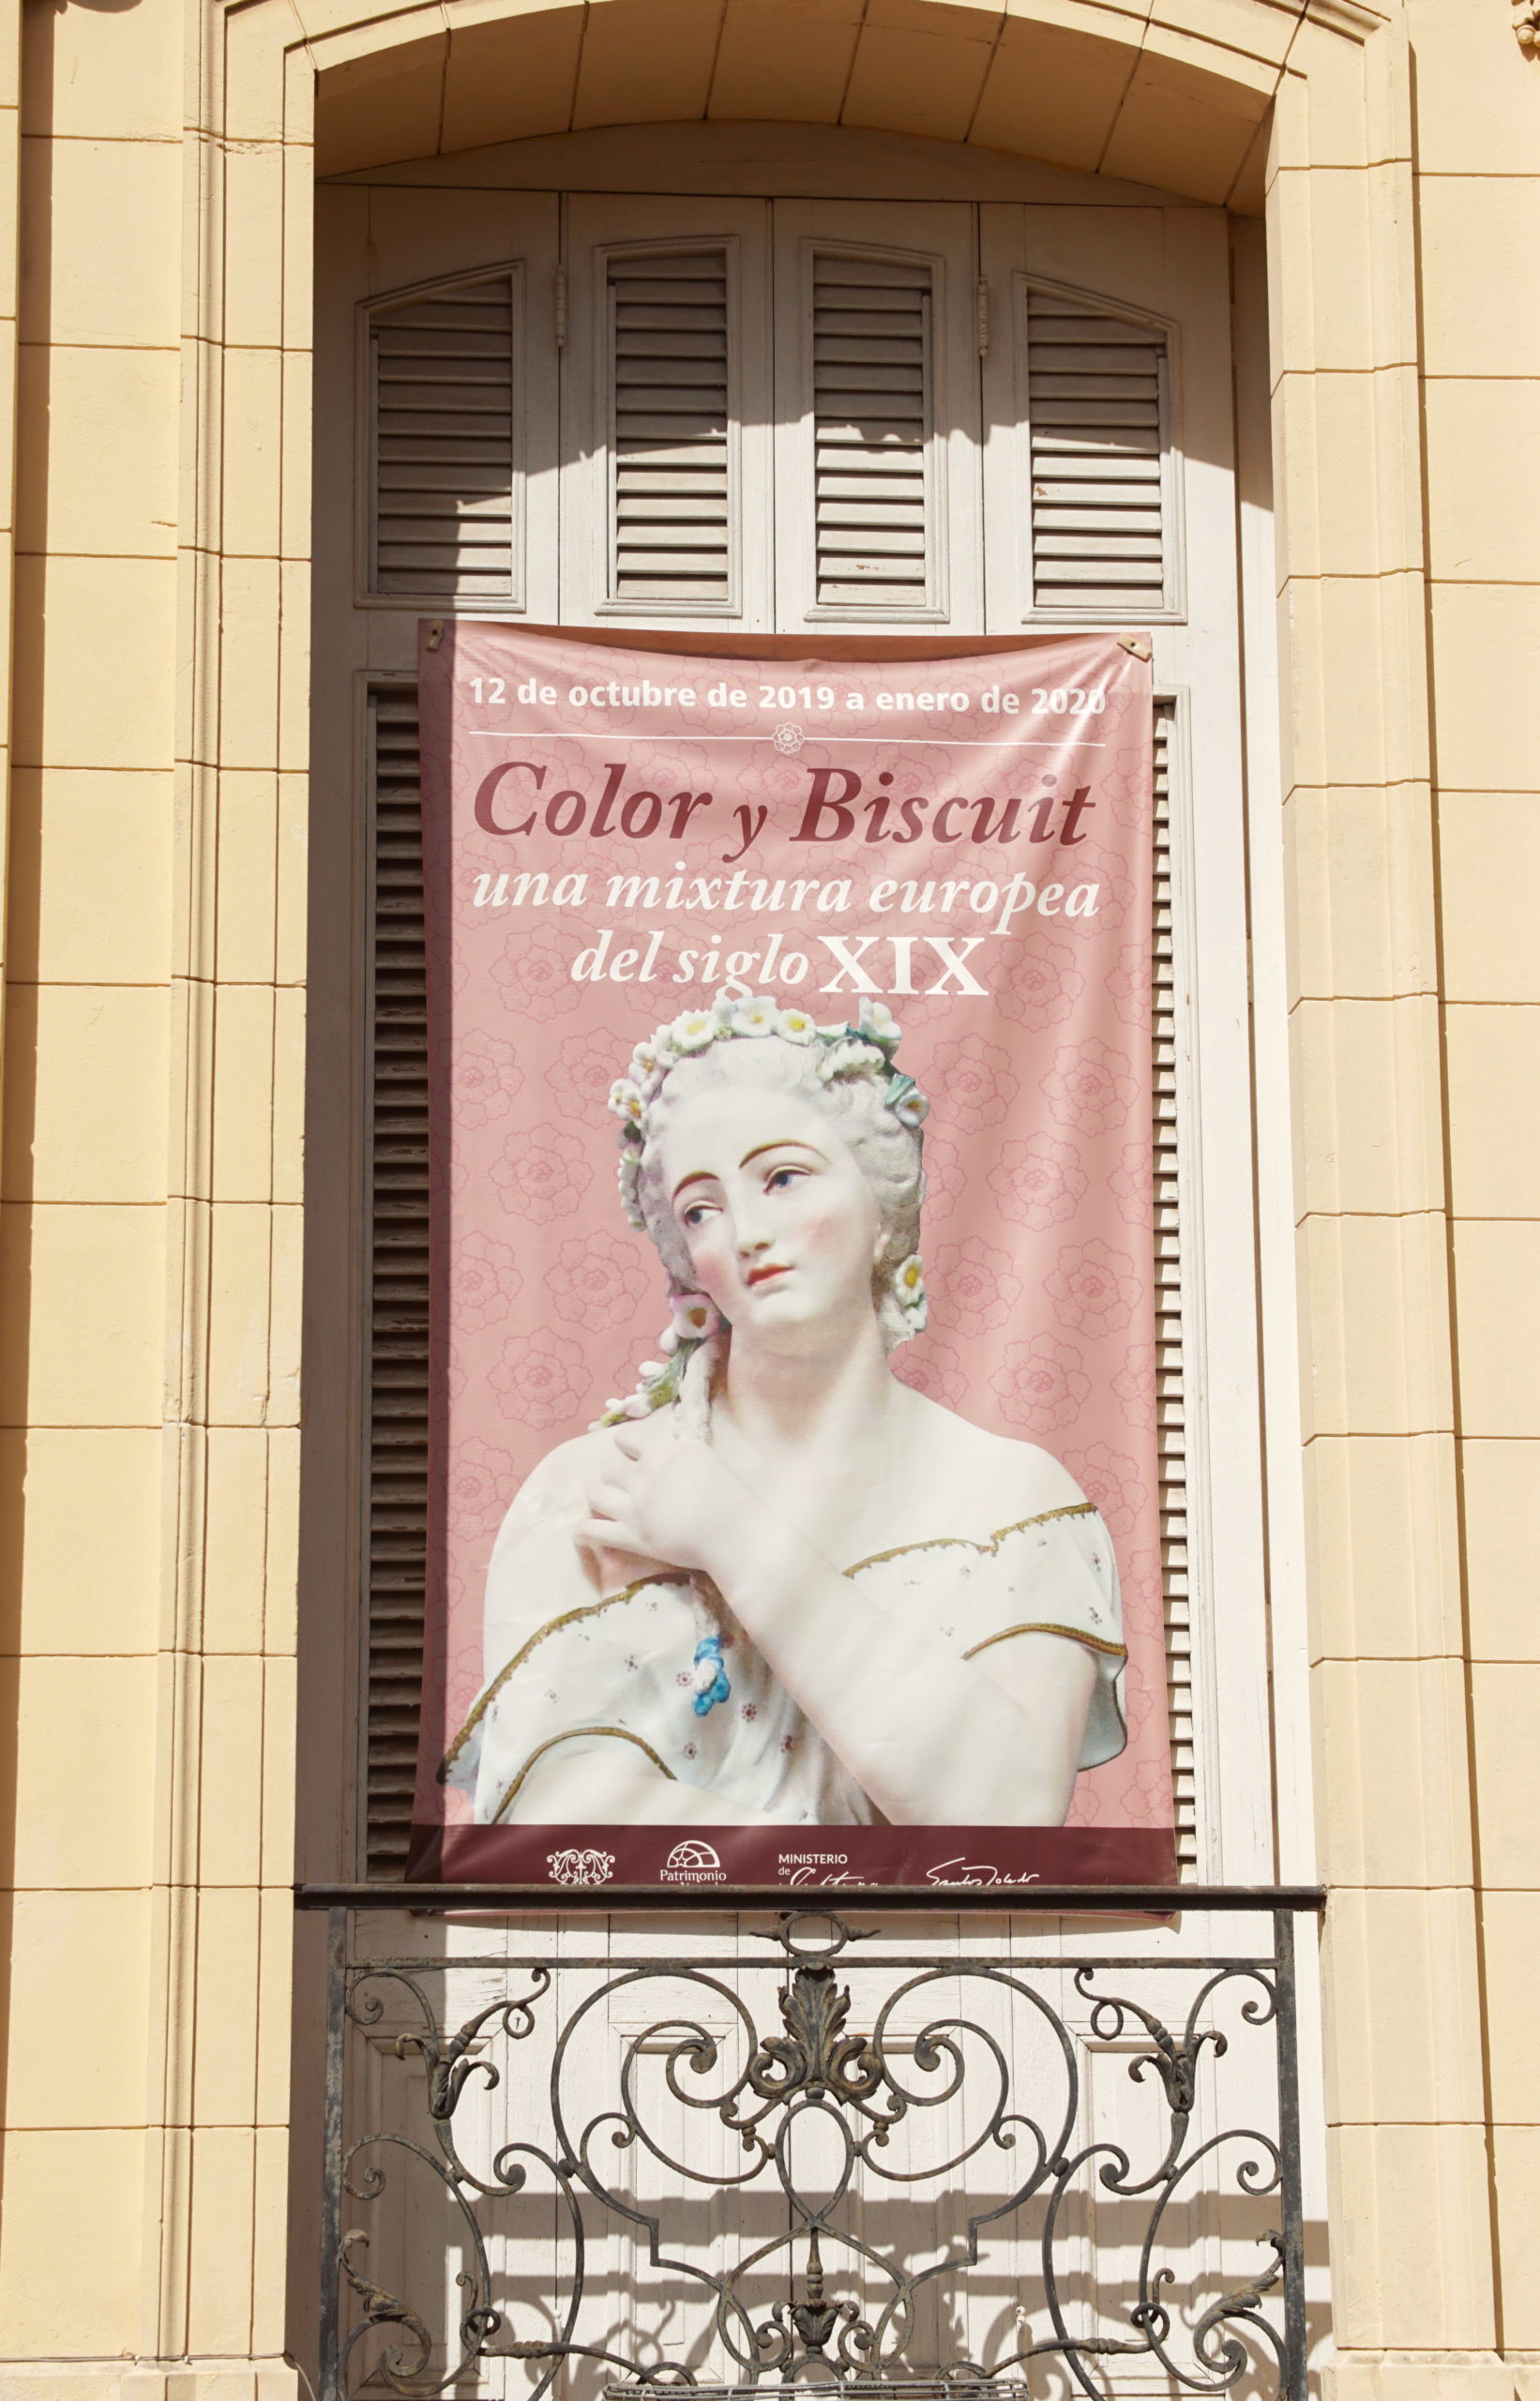 12 de octubre de 2019 a enero de 2020
Color y Biscuit
una mixtura europea
del siglo XIX
Patrimonio
MINISTERIO
de